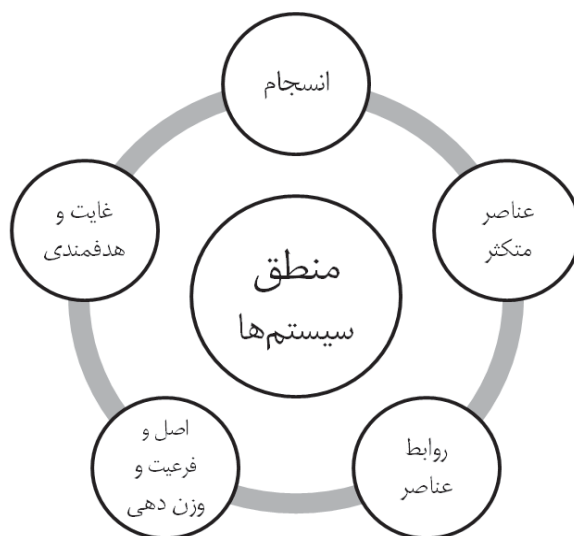 انسجام
عناصر
متکثر
روابط
عناصر
اصل و
فرعیت و
وزن دهی
غایت و
هدفمندی
منطق
سیستم‌ها